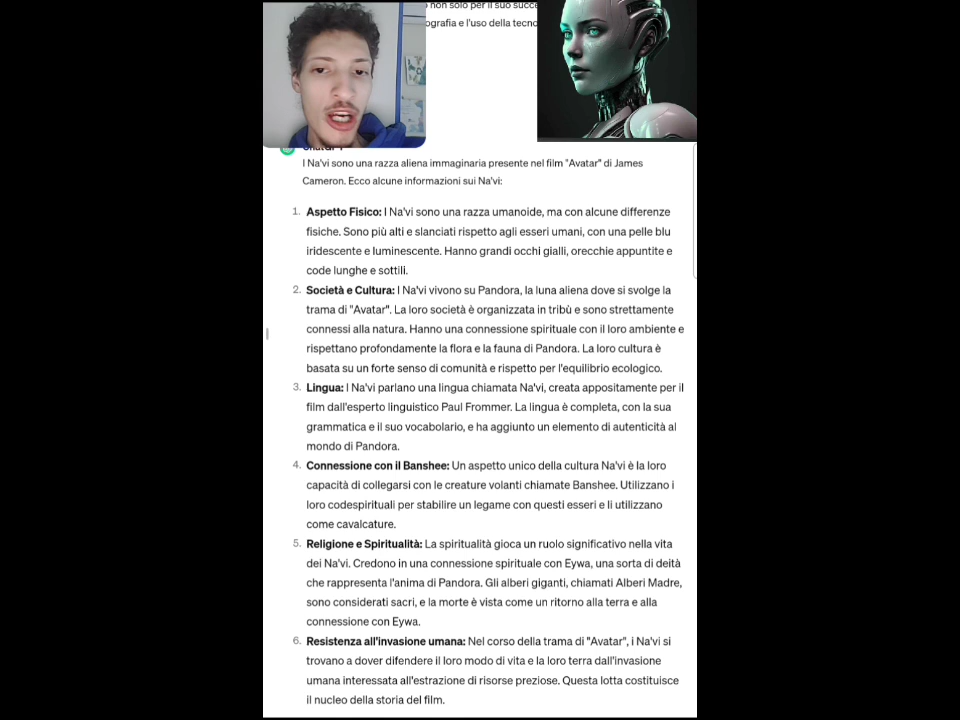 non solo per il suo succe
ografia e l'uso della tecno
ChatGPT
I Na'vi sono una razza aliena immaginaria presente nel film "Avatar" di James
Cameron. Ecco alcune informazioni sui Na'vi:
1. Aspetto Fisico: I Na'vi sono una razza umanoide, ma con alcune differenze
fisiche. Sono più alti e slanciati rispetto agli esseri umani, con una pelle blu
iridescente e luminescente. Hanno grandi occhi gialli, orecchie appuntite e
code lunghe e sottili.
2. Società e Cultura: I Na'vi vivono su Pandora, la luna aliena dove si svolge la
trama di "Avatar". La loro società è organizzata in tribù e sono strettamente
connessi alla natura. Hanno una connessione spirituale con il loro ambiente e
rispettano profondamente la flora e la fauna di Pandora. La loro cultura è
basata su un forte senso di comunità e rispetto per l'equilibrio ecologico.
3. Lingua: I Na'vi parlano una lingua chiamata Na'vi, creata appositamente per il
film dall'esperto linguistico Paul Frommer. La lingua è completa, con la sua
grammatica e il suo vocabolario, e ha aggiunto un elemento di autenticità al
mondo di Pandora.
4. Connessione con il Banshee: Un aspetto unico della cultura Na'vi è la loro
capacità di collegarsi con le creature volanti chiamate Banshee. Utilizzano i
loro codespirituali per stabilire un legame con questi esseri e li utilizzano
come cavalcature.
5. Religione e Spiritualità: La spiritualità gioca un ruolo significativo nella vita
dei Na'vi. Credono in una connessione spirituale con Eywa, una sorta di deità
che rappresenta l'anima di Pandora. Gli alberi giganti, chiamati Alberi Madre,
sono considerati sacri, e la morte è vista come un ritorno alla terra e alla
connessione con Eywa.
6. Resistenza all'invasione umana: Nel corso della trama di "Avatar", i Na'vi si
trovano a dover difendere il loro modo di vita e la loro terra dall'invasione
umana interessata all'estrazione di risorse preziose. Questa lotta costituisce
il nucleo della storia del film.